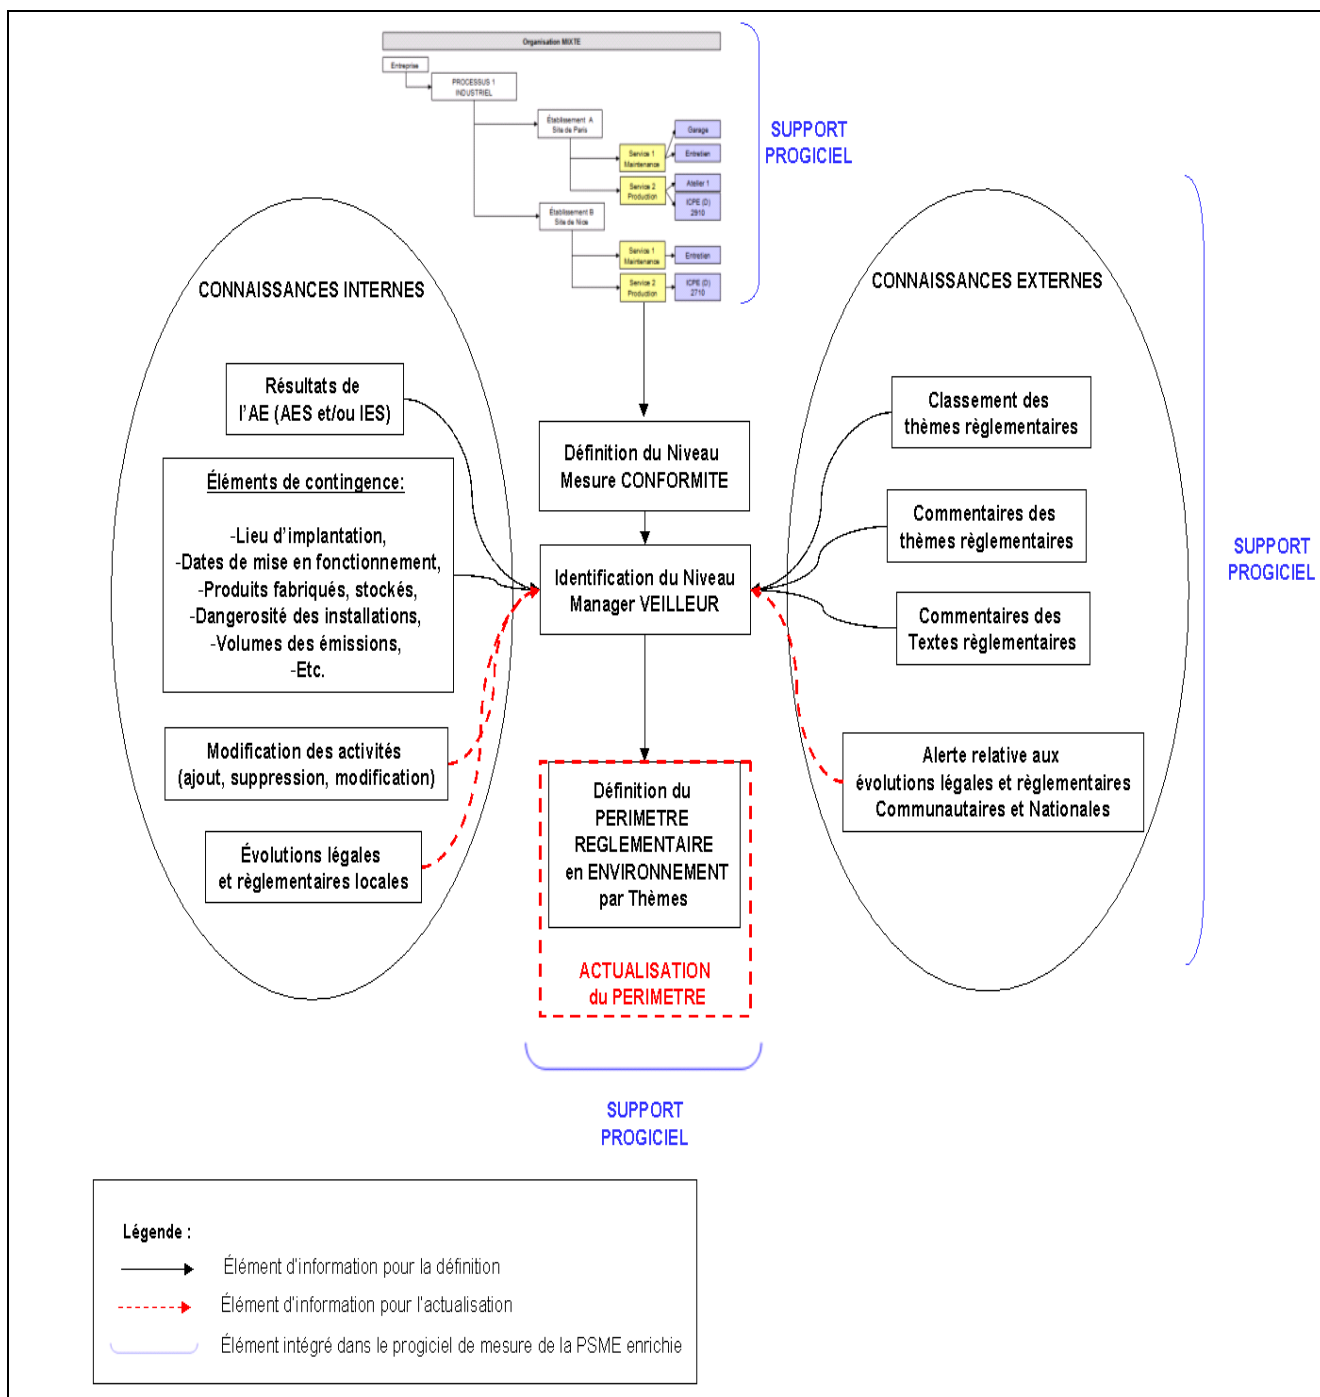 Organisation MIXTE
Entreprise
PROCESSUS 1
INDUSTRIEL
Établissement A
Site de Paris
Garage
Service 1
Maintenance
Entretien
Service 2
Production
Atelier 1
ICPE (D)
2910
Établissement B
Site de Nice
Service 1
Maintenance
Entretien
Service 2
Production
ICPE (D)
2710
SUPPORT
PROGICIEL
CONNAISSANCES INTERNES
Résultats de
l'AE (AES et/ou IES)
Éléments de contingence:
-Lieu d'implantation,
-Dates de mise en fonctionnement,
-Produits fabriqués, stockés,
-Dangerosité des installations,
-Volumes des émissions,
-Etc.
Modification des activités
(ajout, suppression, modification)
Évolutions légales
et règlementaires locales
Définition du Niveau
Mesure CONFORMITE
Identification du Niveau
Manager VEILLEUR
Définition du
PERIMETRE
REGLEMENTAIRE
en ENVIRONNEMENT
par Thèmes
ACTUALISATION
du PERIMETRE
SUPPORT
PROGICIEL
CONNAISSANCES EXTERNES
Classement des
thèmes règlementaires
Commentaires des
thèmes règlementaires
Commentaires des
Textes règlementaires
Alerte relative aux
évolutions légales et règlementaires
Communautaires et Nationales
SUPPORT
PROGICIEL
Légende :
Élément d'information pour la définition
Élément d'information pour l'actualisation
Élément intégré dans le progiciel de mesure de la PSME enrichie